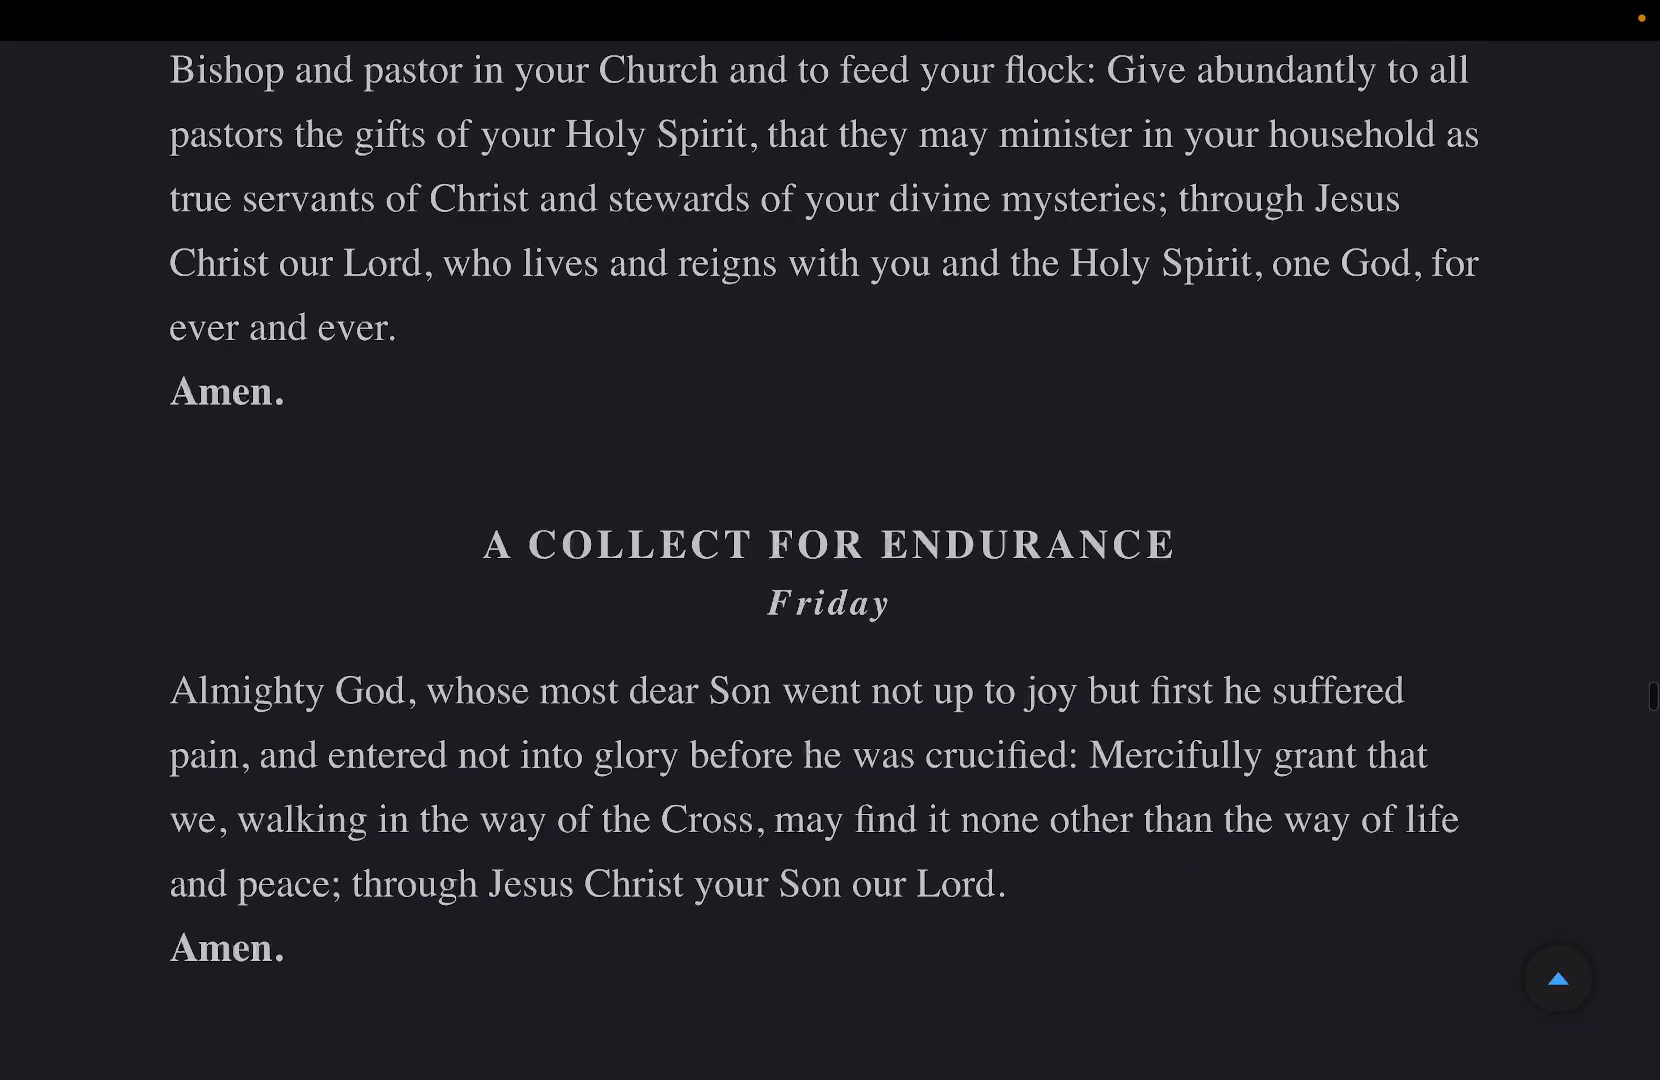 Bishop and pastor in your Church and to feed your flock: Give abundantly to all
pastors the gifts of your Holy Spirit, that they may minister in your household as
true servants of Christ and stewards of your divine mysteries; through Jesus
Christ our Lord, who lives and reigns with you and the Holy Spirit, one God, for
ever and ever.
Amen.
A COLLECT FOR ENDURANCE
Friday
Almighty God, whose most dear Son went not up to joy but first he suffered
pain, and entered not into glory before he was crucified: Mercifully grant that
we, walking in the way of the Cross, may find it none other than the way of life
and peace; through Jesus Christ your Son our Lord.
Amen.